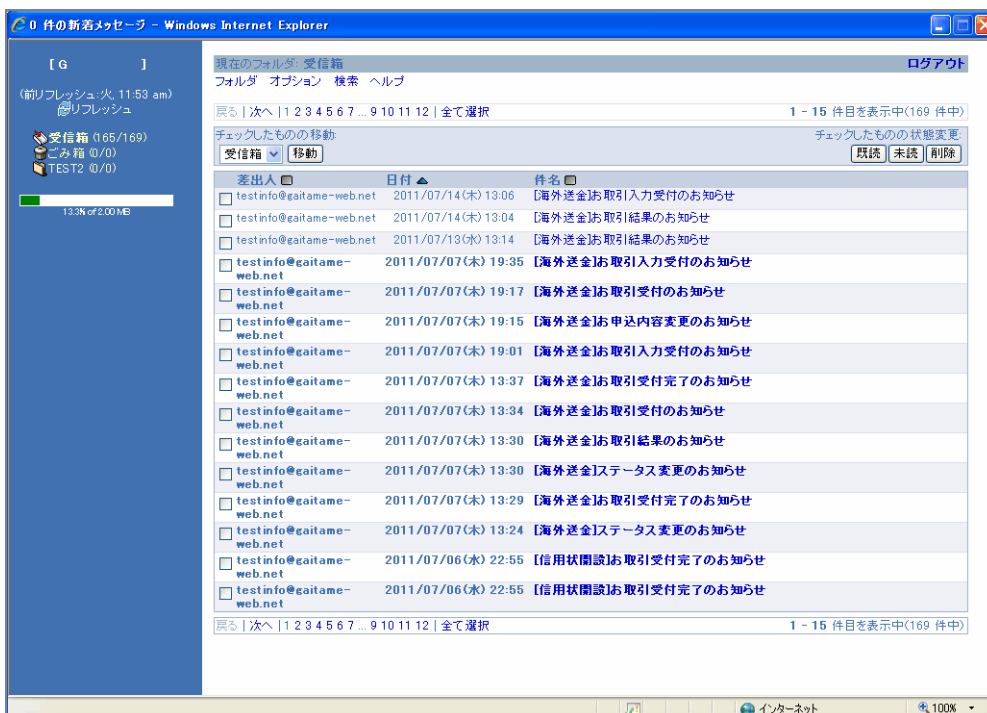 0 件の新着メッセージ - Windows Internet Explorer
[ G ]
(前リフレッシュ:火, 11:53 am)
リフレッシュ
受信箱 (165/169)
ごみ箱 (0/0)
TEST2 (0/0)
13.3% of 2.00 MB
現在のフォルダ: 受信箱 ログアウト
フォルダ オプション 検索 ヘルプ
戻る | 次へ | 1 2 3 4 5 6 7 ... 9 10 11 12 | 全て選択 1 - 15 件目を表示中(169 件中)
チェックしたものの移動: チェックしたものの状態変更:
受信箱 移動 既読 未読 削除
差出人 日付 件名
testinfo@gaitame-web.net 2011/07/14(木) 13:06 [海外送金]お取引入力受付のお知らせ
testinfo@gaitame-web.net 2011/07/14(木) 13:04 [海外送金]お取引結果のお知らせ
testinfo@gaitame-web.net 2011/07/13(水) 13:14 [海外送金]お取引結果のお知らせ
testinfo@gaitame- 2011/07/07(木) 19:35 [海外送金]お取引入力受付のお知らせ
web.net
testinfo@gaitame- 2011/07/07(木) 19:17 [海外送金]お取引受付のお知らせ
web.net
testinfo@gaitame- 2011/07/07(木) 19:15 [海外送金]お申込内容変更のお知らせ
web.net
testinfo@gaitame- 2011/07/07(木) 19:01 [海外送金]お取引入力受付のお知らせ
web.net
testinfo@gaitame- 2011/07/07(木) 13:37 [海外送金]お取引受付完了のお知らせ
web.net
testinfo@gaitame- 2011/07/07(木) 13:34 [海外送金]お取引受付のお知らせ
web.net
testinfo@gaitame- 2011/07/07(木) 13:30 [海外送金]お取引結果のお知らせ
web.net
testinfo@gaitame- 2011/07/07(木) 13:30 [海外送金]ステータス変更のお知らせ
web.net
testinfo@gaitame- 2011/07/07(木) 13:29 [海外送金]お取引受付完了のお知らせ
web.net
testinfo@gaitame- 2011/07/07(木) 13:24 [海外送金]ステータス変更のお知らせ
web.net
testinfo@gaitame- 2011/07/06(水) 22:55 [信用状開設]お取引受付完了のお知らせ
web.net
testinfo@gaitame- 2011/07/06(水) 22:55 [信用状開設]お取引受付完了のお知らせ
web.net
戻る | 次へ | 1 2 3 4 5 6 7 ... 9 10 11 12 | 全て選択 1 - 15 件目を表示中(169 件中)
インターネット 100%